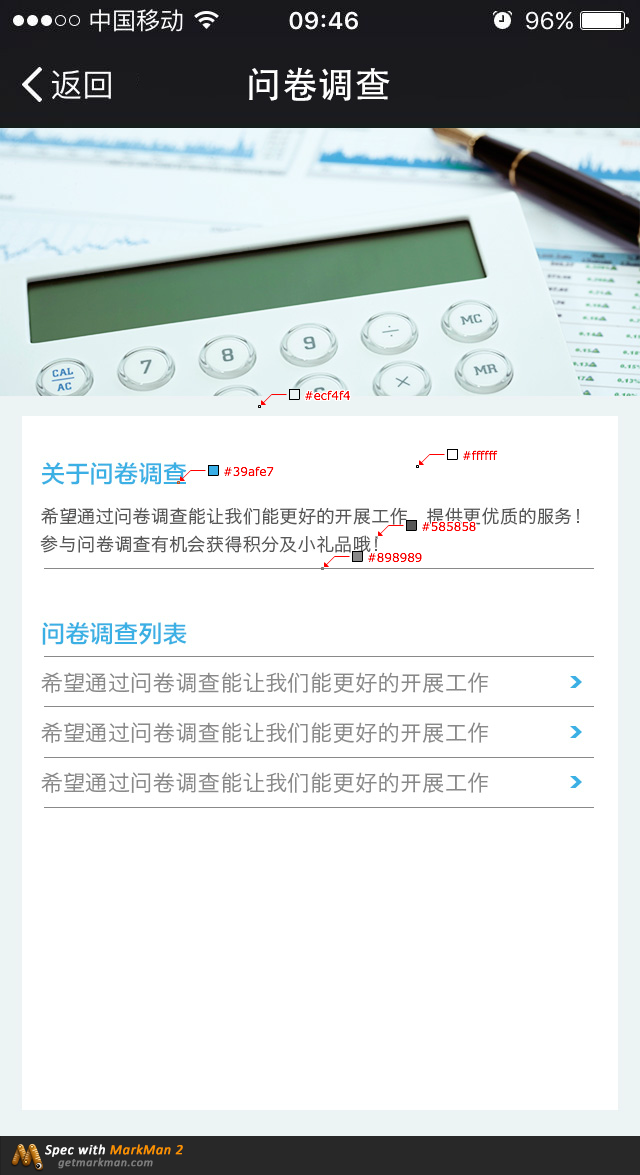 中国移动 09:46 96%
返回 问卷调查
MC
÷
9
8
7
CAL
AC
MR
×
#ecf4f4
#ffffff
关于问卷调查 #39afe7
希望通过问卷调查能让我们能更好的开展工作，提供更优质的服务！
#585858
参与问卷调查有机会获得积分及小礼品哦！
#898989
问卷调查列表
希望通过问卷调查能让我们能更好的开展工作
希望通过问卷调查能让我们能更好的开展工作
希望通过问卷调查能让我们能更好的开展工作
Spec with MarkMan 2
getmarkman.com